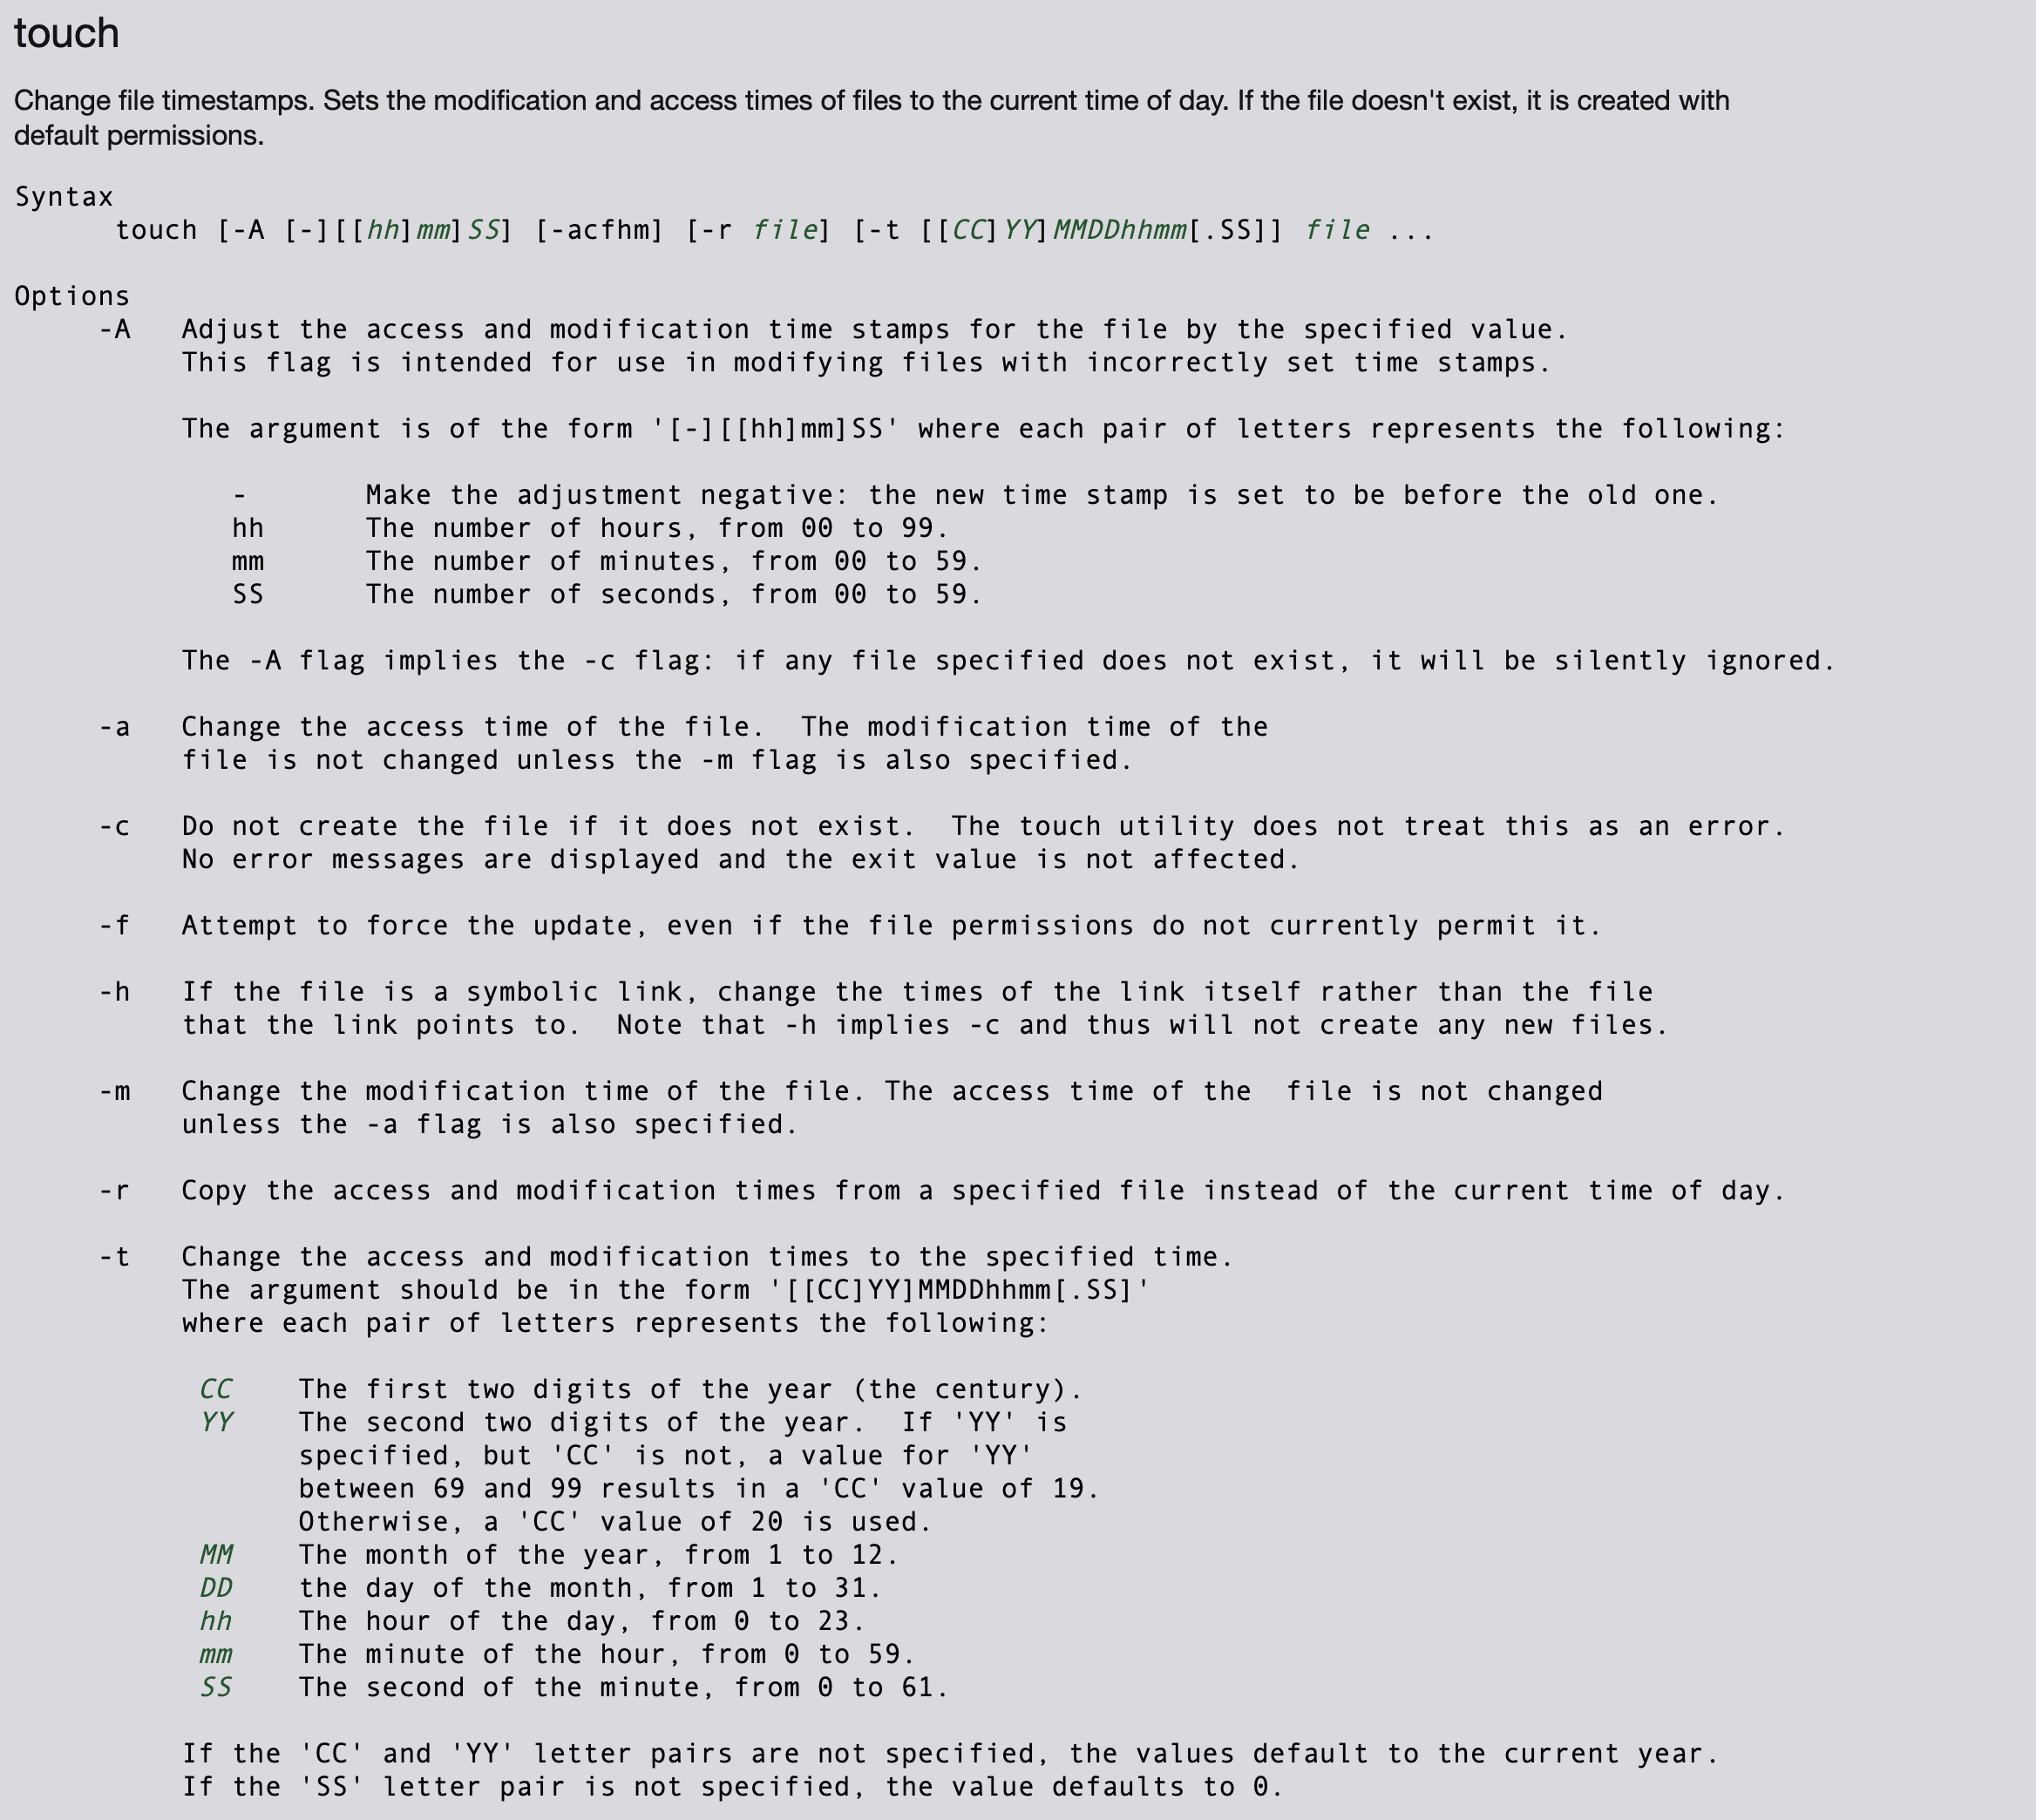 touch
Change file timestamps. Sets the modification and access times of files to the current time of day. If the file doesn't exist, it is created with
default permissions.
Syntax
touch [-A [-][[hh]mm]SS] [-acfhm] [-r file] [-t [[CC]YY]MMDDhhmm[.SS]] file ...
Options
-A Adjust the access and modification time stamps for the file by the specified value.
This flag is intended for use in modifying files with incorrectly set time stamps.
The argument is of the form '[-][[hh]mm]SS' where each pair of letters represents the following:
- Make the adjustment negative: the new time stamp is set to be before the old one.
hh The number of hours, from 00 to 99.
mm The number of minutes, from 00 to 59.
SS The number of seconds, from 00 to 59.
The -A flag implies the -c flag: if any file specified does not exist, it will be silently ignored.
-a Change the access time of the file. The modification time of the
file is not changed unless the -m flag is also specified.
-c Do not create the file if it does not exist. The touch utility does not treat this as an error.
No error messages are displayed and the exit value is not affected.
-f Attempt to force the update, even if the file permissions do not currently permit it.
-h If the file is a symbolic link, change the times of the link itself rather than the file
that the link points to. Note that -h implies -c and thus will not create any new files.
-m Change the modification time of the file. The access time of the file is not changed
unless the -a flag is also specified.
-r Copy the access and modification times from a specified file instead of the current time of day.
-t Change the access and modification times to the specified time.
The argument should be in the form '[[CC]YY]MMDDhhmm[.SS]'
where each pair of letters represents the following:
CC The first two digits of the year (the century).
YY The second two digits of the year. If 'YY' is
specified, but 'CC' is not, a value for 'YY'
between 69 and 99 results in a 'CC' value of 19.
Otherwise, a 'CC' value of 20 is used.
MM The month of the year, from 1 to 12.
DD the day of the month, from 1 to 31.
hh The hour of the day, from 0 to 23.
mm The minute of the hour, from 0 to 59.
SS The second of the minute, from 0 to 61.
If the 'CC' and 'YY' letter pairs are not specified, the values default to the current year.
If the 'SS' letter pair is not specified, the value defaults to 0.